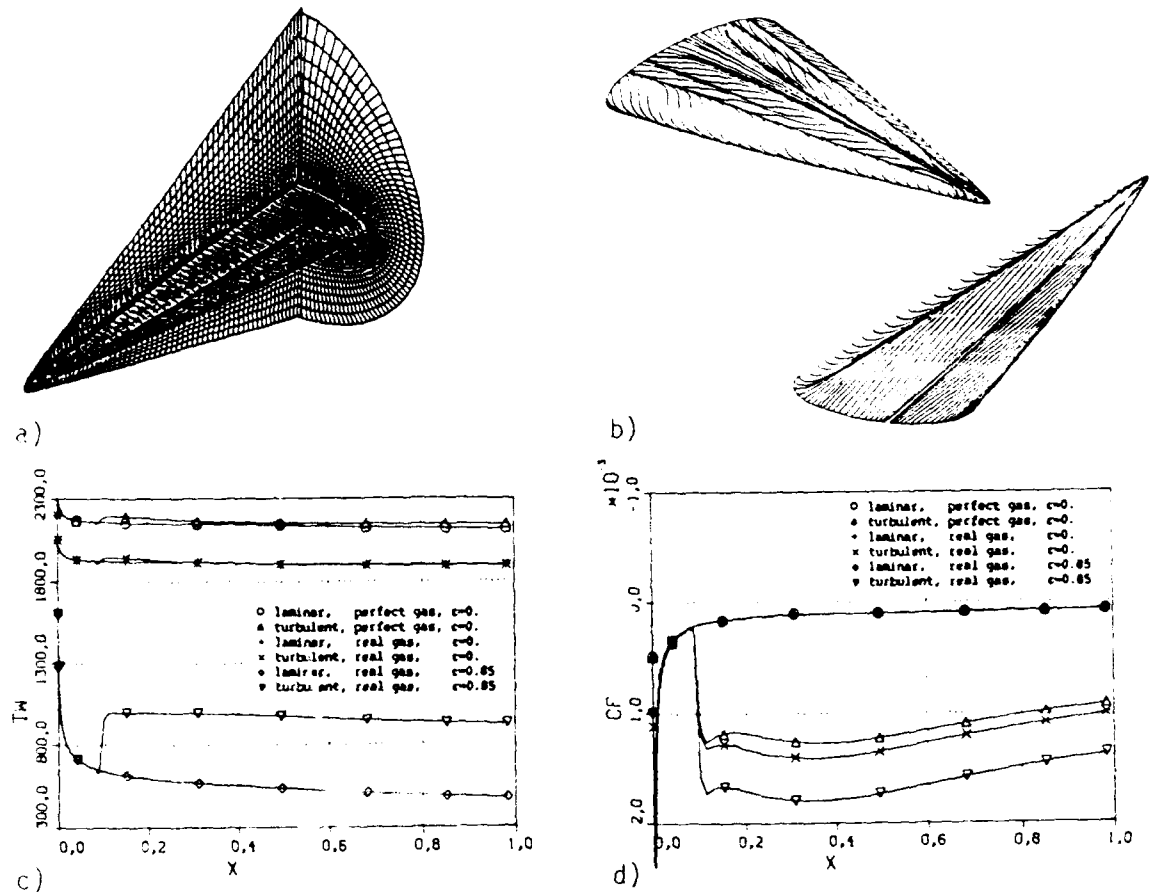 a)
b)
2300,0
1800,0
1300,0
800,0
300,0
Tw
laminar, perfect gas, ε=0.
turbulent, perfect gas, ε=0.
laminar, real gas, ε=0.
turbulent, real gas, ε=0.
laminar, real gas, ε=0.85
turbulent, real gas, ε=0.85
0,0 0,2 0,4 0,6 0,8 1,0
X
c)
×10⁻³
-1,0
0,0
1,0
2,0
CF
laminar, perfect gas, ε=0.
turbulent, perfect gas, ε=0.
laminar, real gas, ε=0.
turbulent, real gas, ε=0.
laminar, real gas, ε=0.85
turbulent, real gas, ε=0.85
0,0 0,2 0,4 0,6 0,8 1,0
X
d)